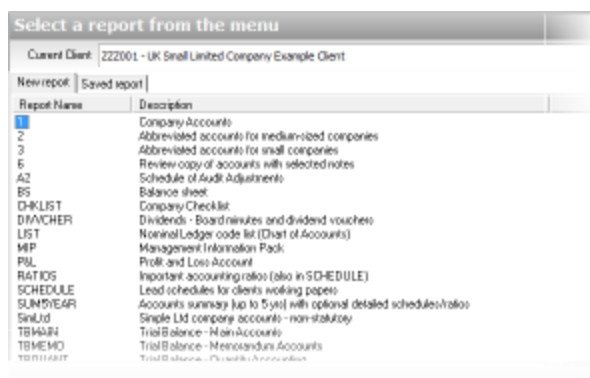 Select a report from the menu
Current Client: ZZZ001 - UK Small Limited Company Example Client
New report Saved report
Report Name Description
1 Company Accounts
2 Abbreviated accounts for medium-sized companies
3 Abbreviated accounts for small companies
6 Review copy of accounts with selected notes
A2 Schedule of Audit Adjustments
BS Balance sheet
CHKLIST Company Checklist
DIVVCHER Dividends - Board minutes and dividend vouchers
LIST Nominal Ledger code list (Chart of Accounts)
MIP Management Information Pack
P&L Profit and Loss Account
RATIOS Important accounting ratios (also in SCHEDULE)
SCHEDULE Lead schedules for clients working papers
SUM5YEAR Accounts summary (up to 5 yrs) with optional detailed schedules/ratios
SimLtd Simple Ltd company accounts - non-statutory
TBMAIN Trial Balance - Main Accounts
TBMEMO Trial Balance - Memorandum Accounts
TBQUANT Trial Balance - Quantity Accounting